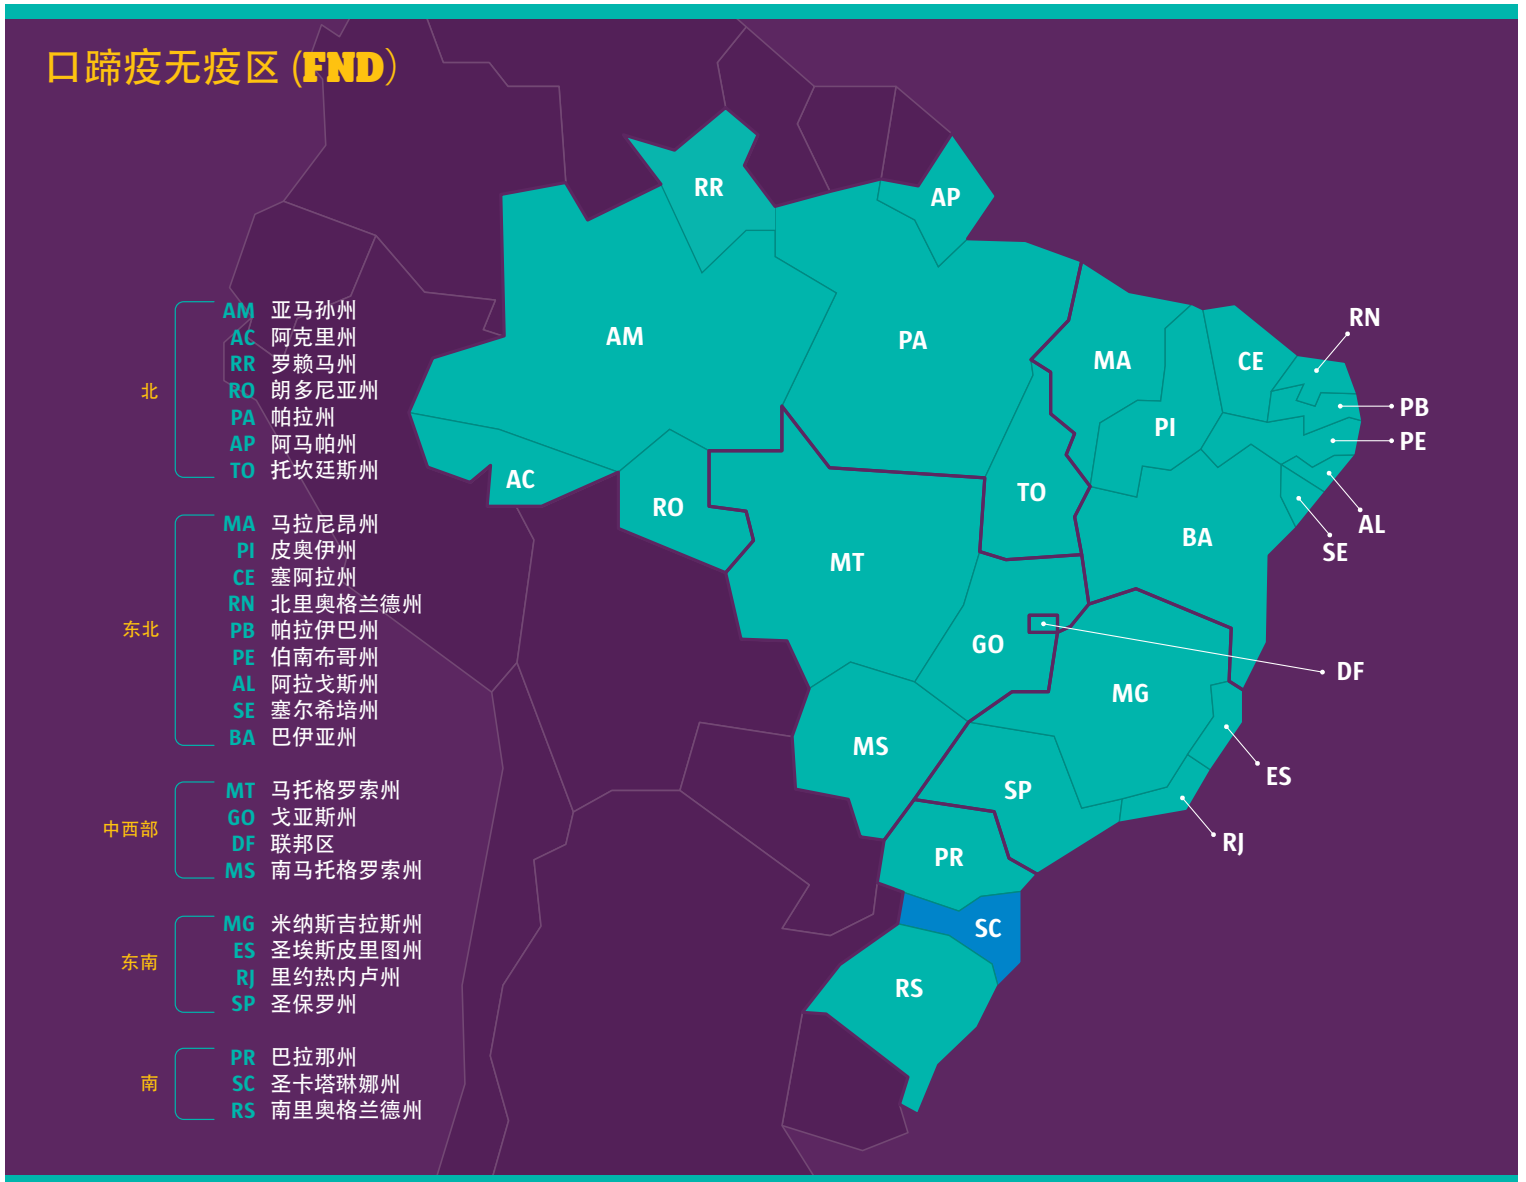 口蹄疫无疫区 (FND)
北
AM 亚马孙州
AC 阿克里州
RR 罗赖马州
RO 朗多尼亚州
PA 帕拉州
AP 阿马帕州
TO 托坎廷斯州
东北
MA 马拉尼昂州
PI 皮奥伊州
CE 塞阿拉州
RN 北里奥格兰德州
PB 帕拉伊巴州
PE 伯南布哥州
AL 阿拉戈斯州
SE 塞尔希培州
BA 巴伊亚州
中西部
MT 马托格罗索州
GO 戈亚斯州
DF 联邦区
MS 南马托格罗索州
东南
MG 米纳斯吉拉斯州
ES 圣埃斯皮里图州
RJ 里约热内卢州
SP 圣保罗州
南
PR 巴拉那州
SC 圣卡塔琳娜州
RS 南里奥格兰德州
RR
AP
RN
AM
PA
MA
CE
PB
PI
PE
AC
TO
RO
AL
BA
SE
MT
GO
DF
MG
MS
ES
SP
RJ
PR
SC
RS